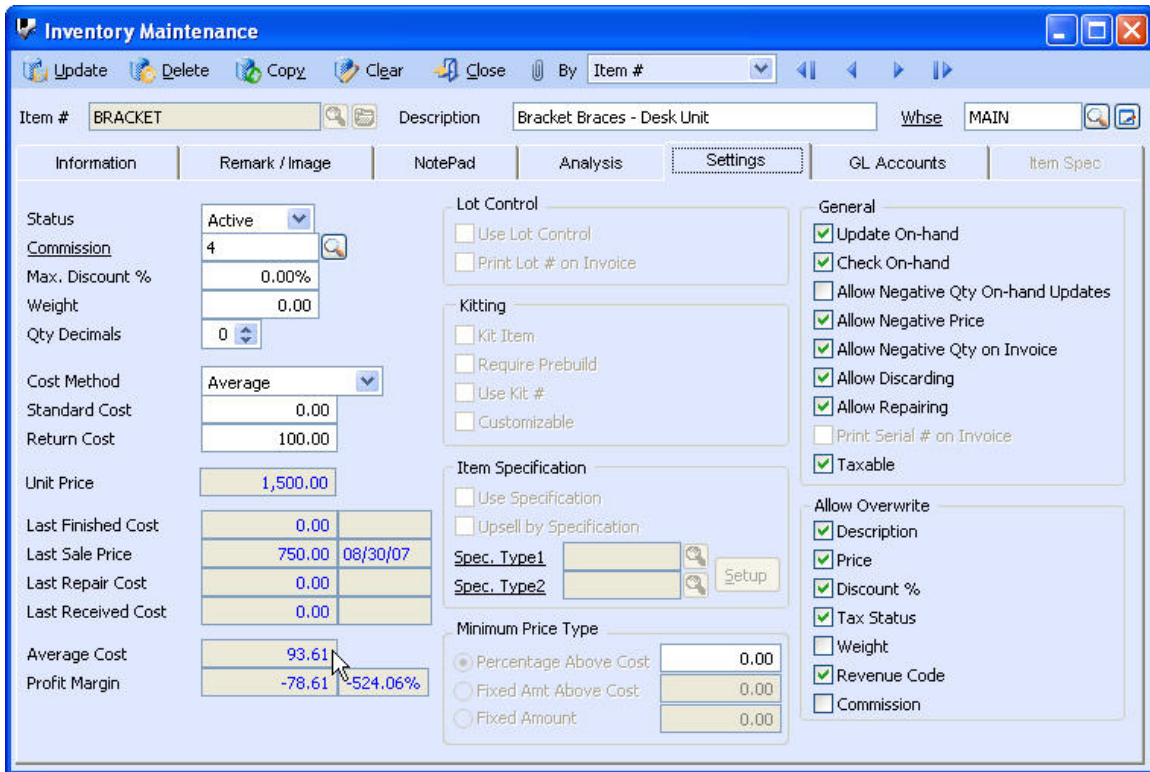 Inventory Maintenance
Update Delete Copy Clear Close By Item #
Item # BRACKET Description Bracket Braces - Desk Unit Whse MAIN
Information Remark / Image NotePad Analysis Settings GL Accounts Item Spec
Status Active
Commission 4
Max. Discount % 0.00%
Weight 0.00
Qty Decimals 0
Cost Method Average
Standard Cost 0.00
Return Cost 100.00
Unit Price 1,500.00
Last Finished Cost 0.00
Last Sale Price 750.00 08/30/07
Last Repair Cost 0.00
Last Received Cost 0.00
Average Cost 93.61
Profit Margin -78.61 -524.06%
Lot Control
Use Lot Control
Print Lot # on Invoice
Kitting
Kit Item
Require Prebuild
Use Kit #
Customizable
Item Specification
Use Specification
Upsell by Specification
Spec. Type1
Spec. Type2
Setup
Minimum Price Type
Percentage Above Cost 0.00
Fixed Amt Above Cost 0.00
Fixed Amount 0.00
General
Update On-hand
Check On-hand
Allow Negative Qty On-hand Updates
Allow Negative Price
Allow Negative Qty on Invoice
Allow Discarding
Allow Repairing
Print Serial # on Invoice
Taxable
Allow Overwrite
Description
Price
Discount %
Tax Status
Weight
Revenue Code
Commission